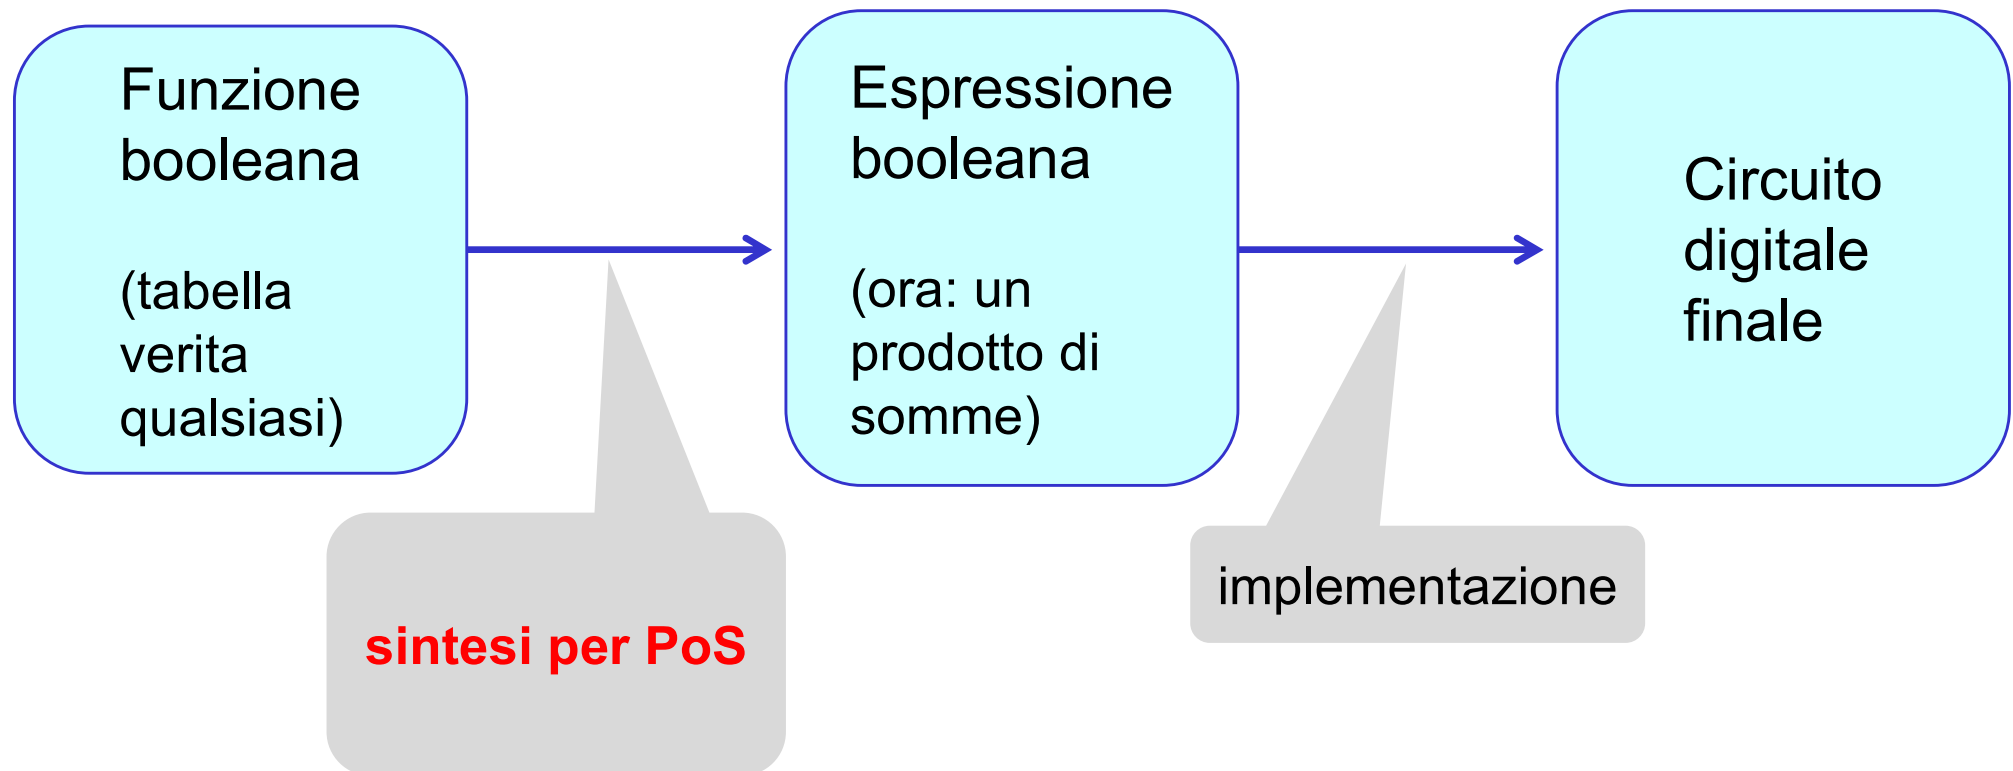 Funzione
booleana
(tabella
verita
qualsiasi)
Espressione
booleana
(ora: un
prodotto di
somme)
Circuito
digitale
finale
sintesi per PoS
implementazione